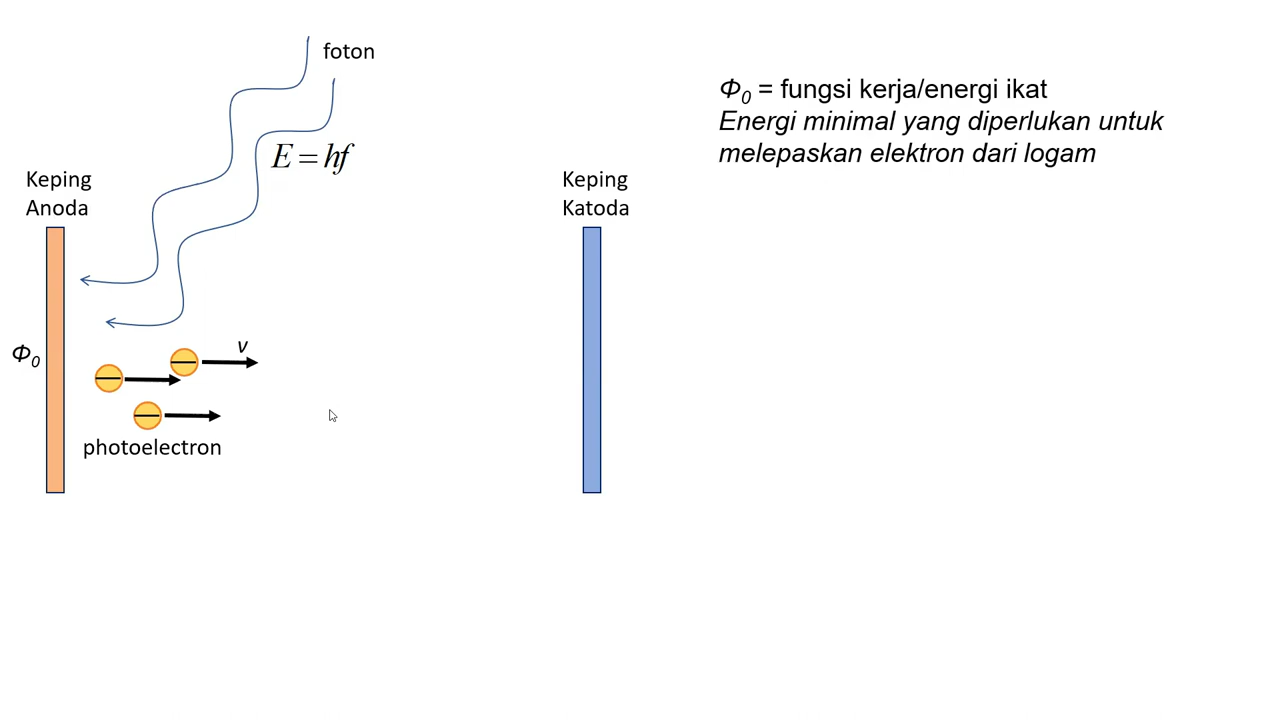 foton
E = hf
Keping
Anoda
Φ0
v
photoelectron
Keping
Katoda
Φ0 = fungsi kerja/energi ikat
Energi minimal yang diperlukan untuk
melepaskan elektron dari logam